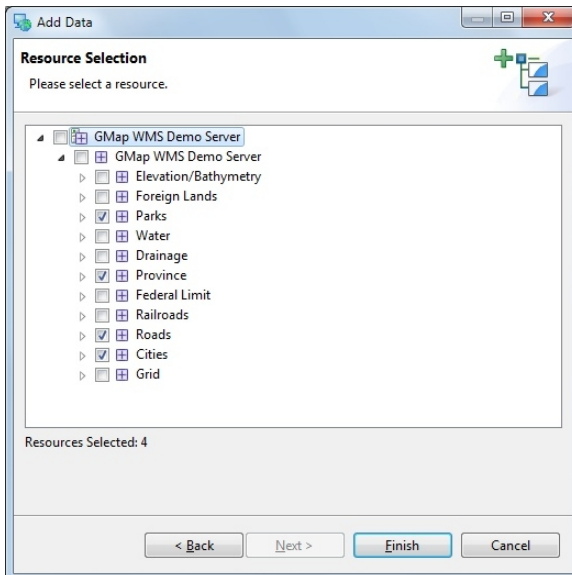 Add Data
Resource Selection
Please select a resource.
GMap WMS Demo Server
GMap WMS Demo Server
Elevation/Bathymetry
Foreign Lands
Parks
Water
Drainage
Province
Federal Limit
Railroads
Roads
Cities
Grid
Resources Selected: 4
< Back Next > Finish Cancel